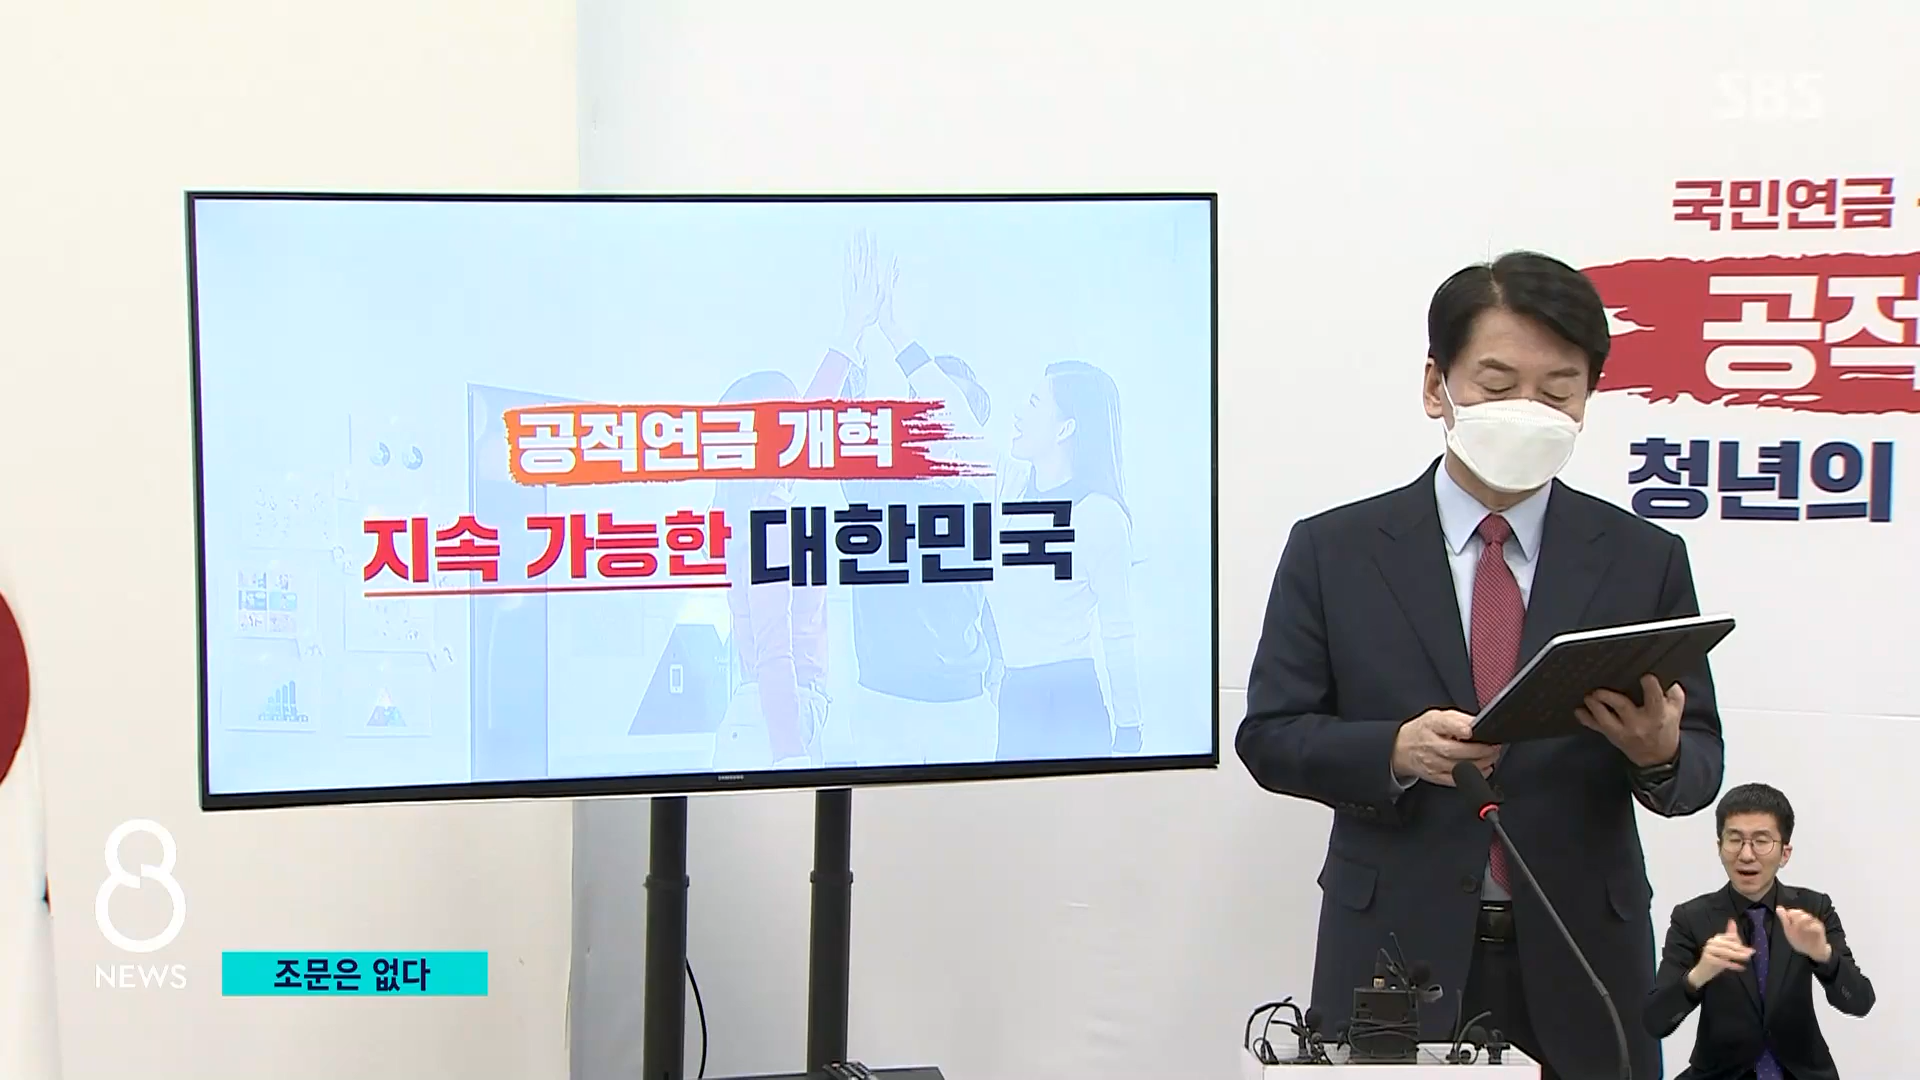 SBS
국민연금
공적
청년의
공적연금 개혁
지속 가능한 대한민국
SAMSUNG
8
NEWS
조문은 없다